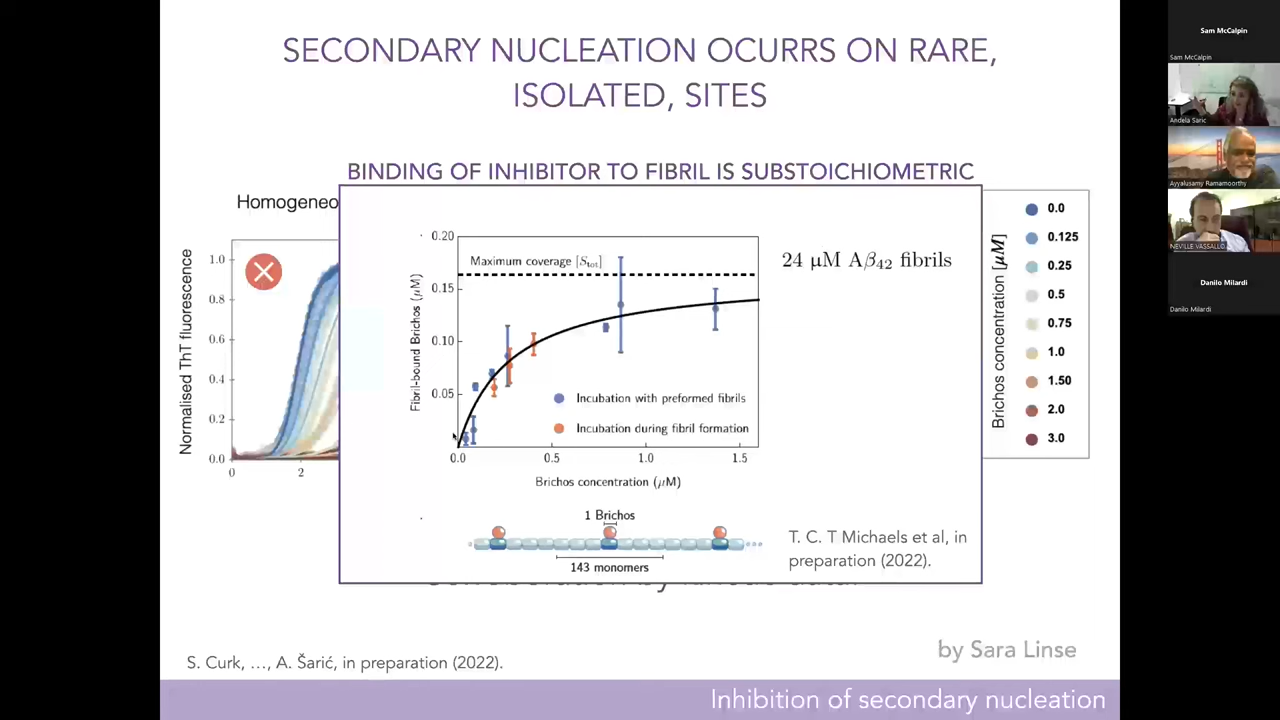 SECONDARY NUCLEATION OCURRS ON RARE,
ISOLATED, SITES
BINDING OF INHIBITOR TO FIBRIL IS SUBSTOICHIOMETRIC
Homogeneo
Normalised ThT fluorescence
1.0
0.8
0.6
0.4
0.2
0.0
0
2
Fibril-bound Brichos (μM)
0.20
0.15
0.10
0.05
Maximum coverage [Stot]
Incubation with preformed fibrils
Incubation during fibril formation
0.0
0.5
1.0
1.5
Brichos concentration (μM)
24 μM Aβ42 fibrils
1 Brichos
143 monomers
T. C. T Michaels et al, in
preparation (2022).
Brichos concentration [μM]
0.0
0.125
0.25
0.5
0.75
1.0
1.50
2.0
3.0
by Sara Linse
S. Curk, ..., A. Šarić, in preparation (2022).
Inhibition of secondary nucleation
Sam McCalpin
Sam McCalpin
Andela Saric
Ayyalusamy Ramamoorthy
NEVILLE VASSALLO
Danilo Milardi
Danilo Milardi